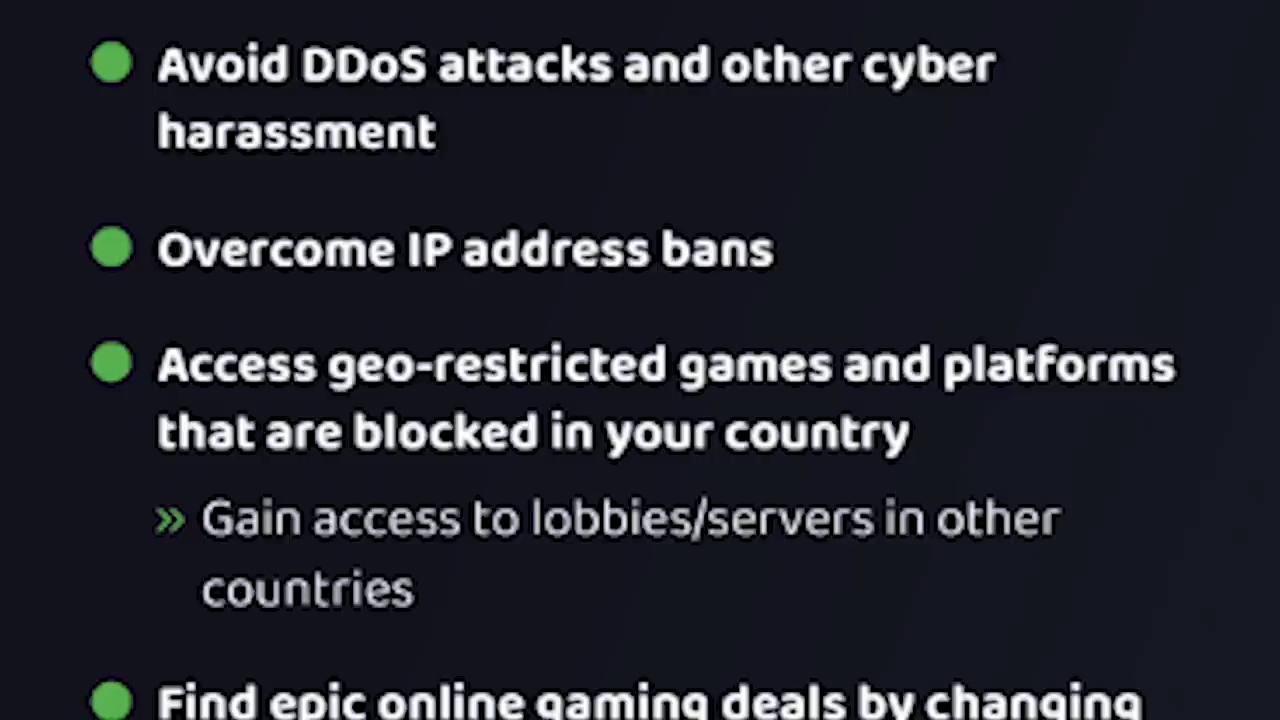 Avoid DDoS attacks and other cyber
harassment
Overcome IP address bans
Access geo-restricted games and platforms
that are blocked in your country
» Gain access to lobbies/servers in other
countries
Find epic online gaming deals by changing